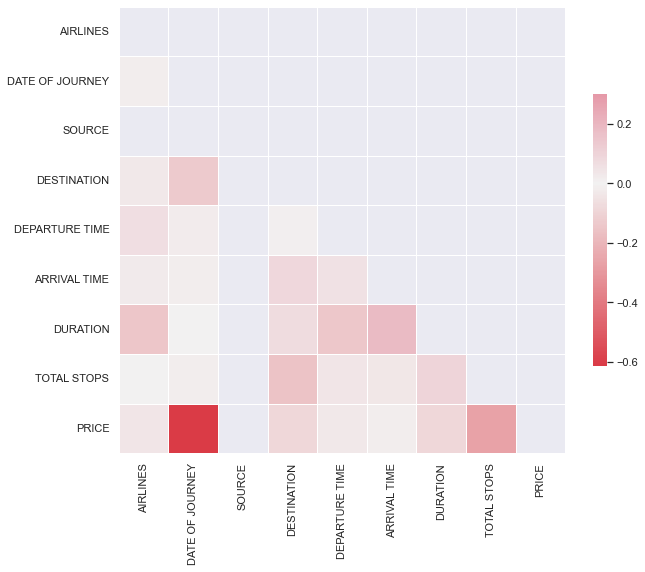 AIRLINES
DATE OF JOURNEY
SOURCE
DESTINATION
DEPARTURE TIME
ARRIVAL TIME
DURATION
TOTAL STOPS
PRICE
AIRLINES
DATE OF JOURNEY
SOURCE
DESTINATION
DEPARTURE TIME
ARRIVAL TIME
DURATION
TOTAL STOPS
PRICE
0.2
0.0
−0.2
−0.4
−0.6